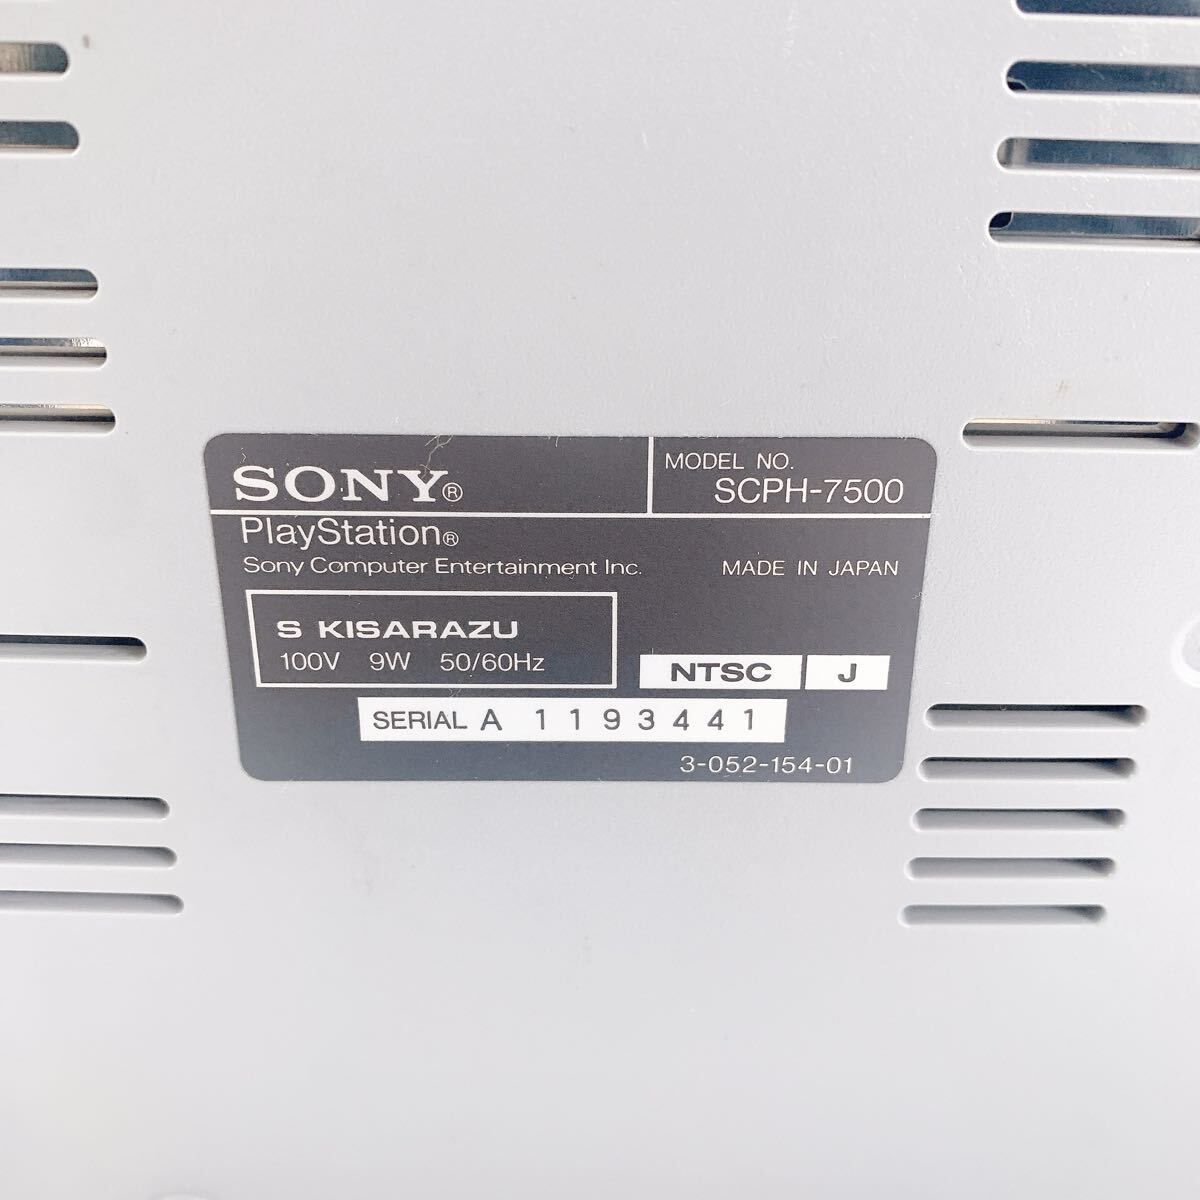 SONY®
MODEL NO.
SCPH-7500
PlayStation®
Sony Computer Entertainment Inc.
MADE IN JAPAN
S KISARAZU
100V 9W 50/60Hz
NTSC J
SERIAL A 1193441
3-052-154-01